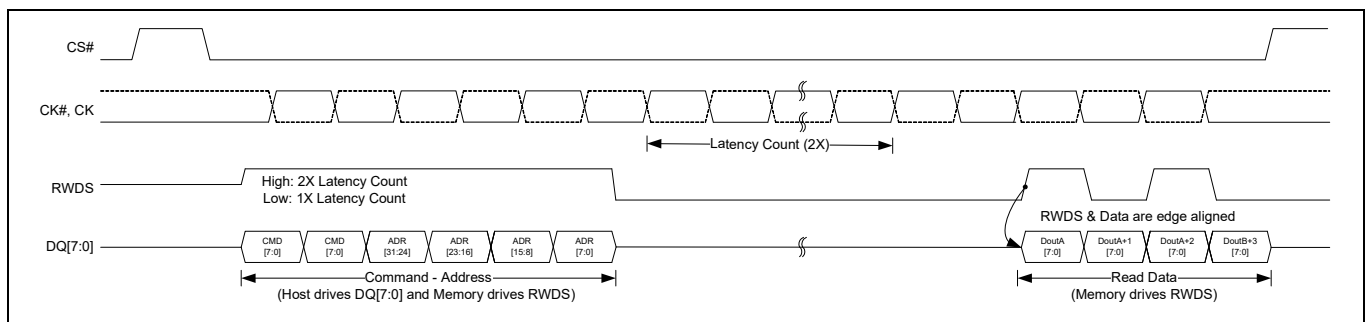 CS#
CK#, CK
Latency Count (2X)
RWDS
High: 2X Latency Count
Low: 1X Latency Count
RWDS & Data are edge aligned
DQ[7:0]
CMD
[7:0]
CMD
[7:0]
ADR
[31:24]
ADR
[23:16]
ADR
[15:8]
ADR
[7:0]
DoutA
[7:0]
DoutA+1
[7:0]
DoutA+2
[7:0]
DoutB+3
[7:0]
Command - Address
(Host drives DQ[7:0] and Memory drives RWDS)
Read Data
(Memory drives RWDS)